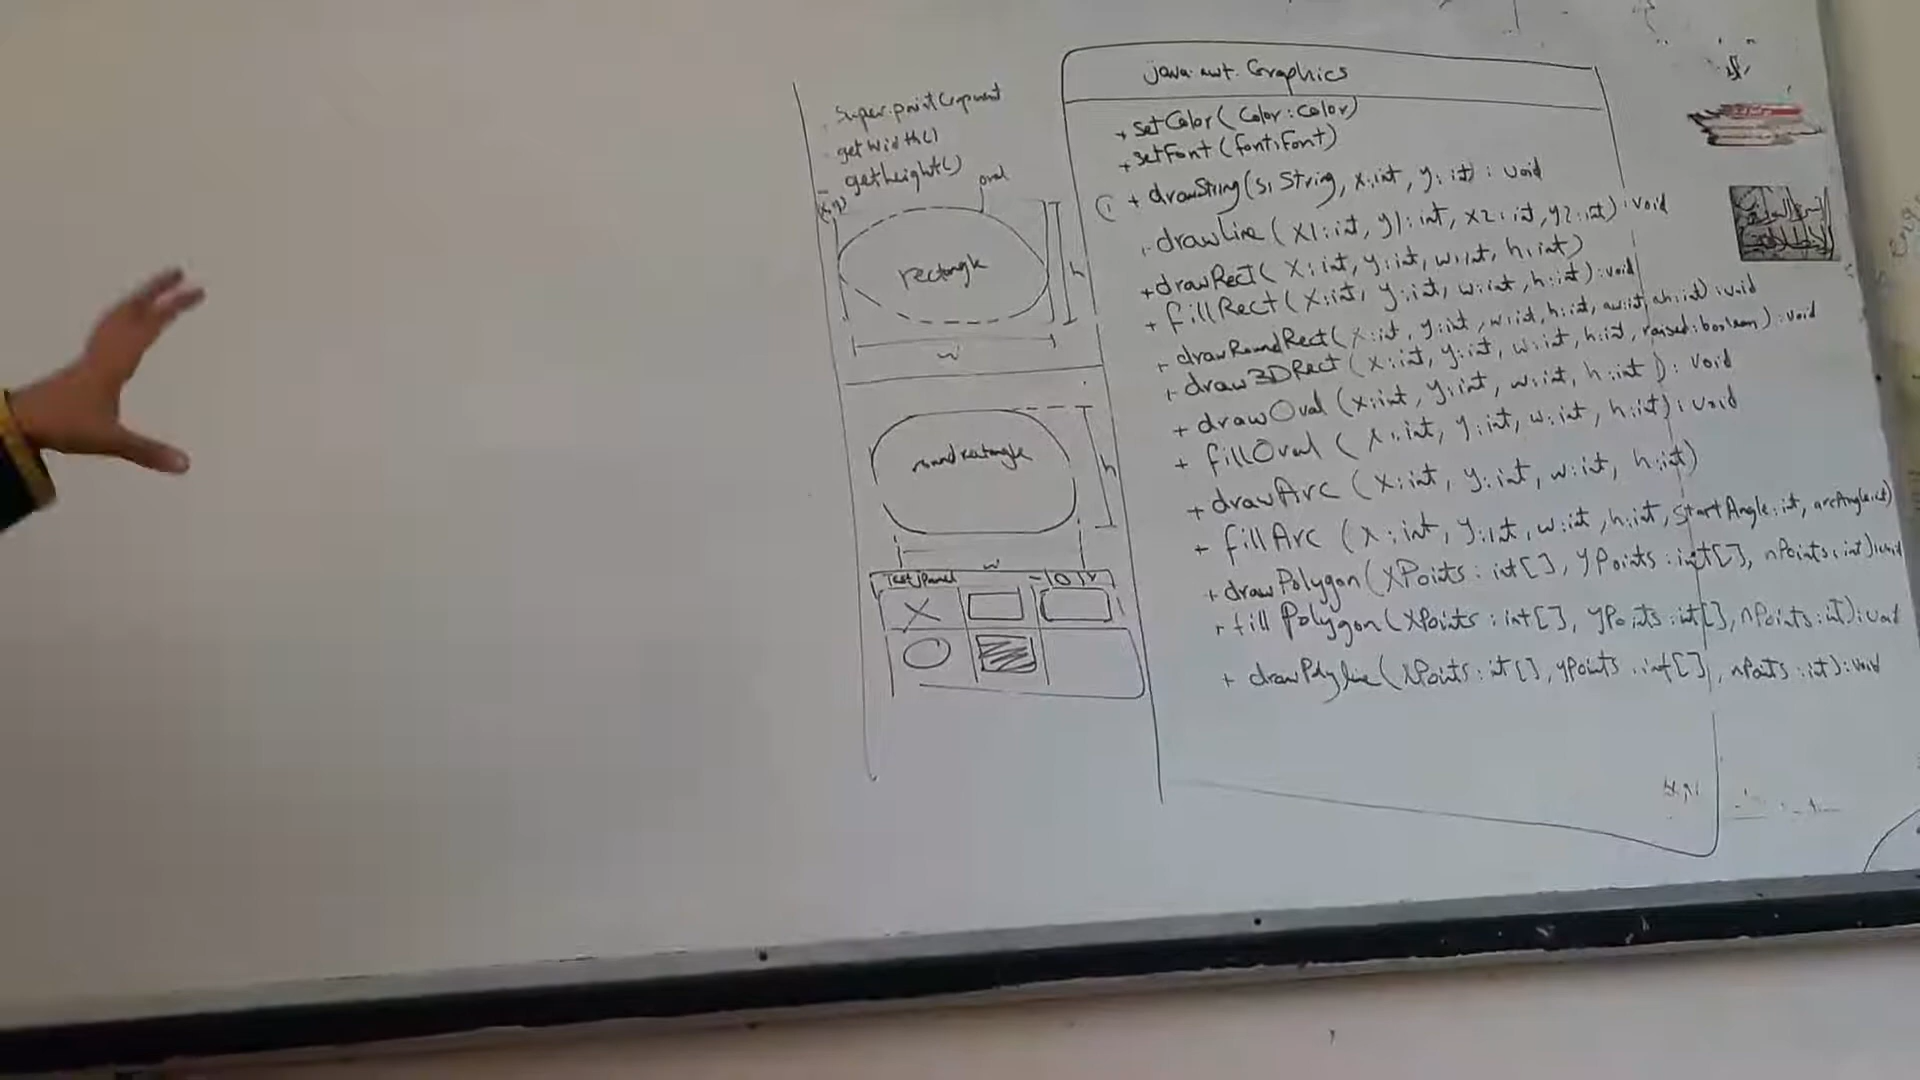 super.paintComponent
getWidth()
getheight()
(x,y)
oval
rectangle
h
w
roundrectangle
h
w
Test jPanel
java.awt.Graphics
+ setColor(Color:Color)
+ setFont(font:Font)
① + drawString(s:String, x:int, y:int): void
drawLine(x1:int, y1:int, x2:int, y2:int): void
+ drawRect(x:int, y:int, w:int, h:int)
+ fillRect(x:int, y:int, w:int, h:int): void
+ drawRoundRect(x:int, y:int, w:int, h:int, aw:int, ah:int): void
+ draw3DRect(x:int, y:int, w:int, h:int, raised:boolean): void
+ drawOval(x:int, y:int, w:int, h:int): void
+ fillOval(x:int, y:int, w:int, h:int): void
+ drawArc(x:int, y:int, w:int, h:int)
+ fillArc(x:int, y:int, w:int, h:int, StartAngle:int, arcAngle:int)
+ drawPolygon(XPoints:int[], YPoints:int[], nPoints:int):void
+ fillPolygon(XPoints:int[], YPoints:int[], nPoints:int):void
+ drawPolyline(XPoints:int[], yPoints:int[], nPoints:int):void